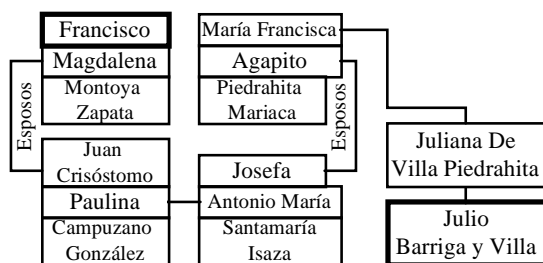 Francisco
Magdalena
Montoya
Zapata
María Francisca
Agapito
Piedrahita
Mariaca
Esposos
Esposos
Juan
Crisóstomo
Paulina
Campuzano
González
Josefa
Antonio María
Santamaría
Isaza
Juliana De
Villa Piedrahita
Julio
Barriga y Villa